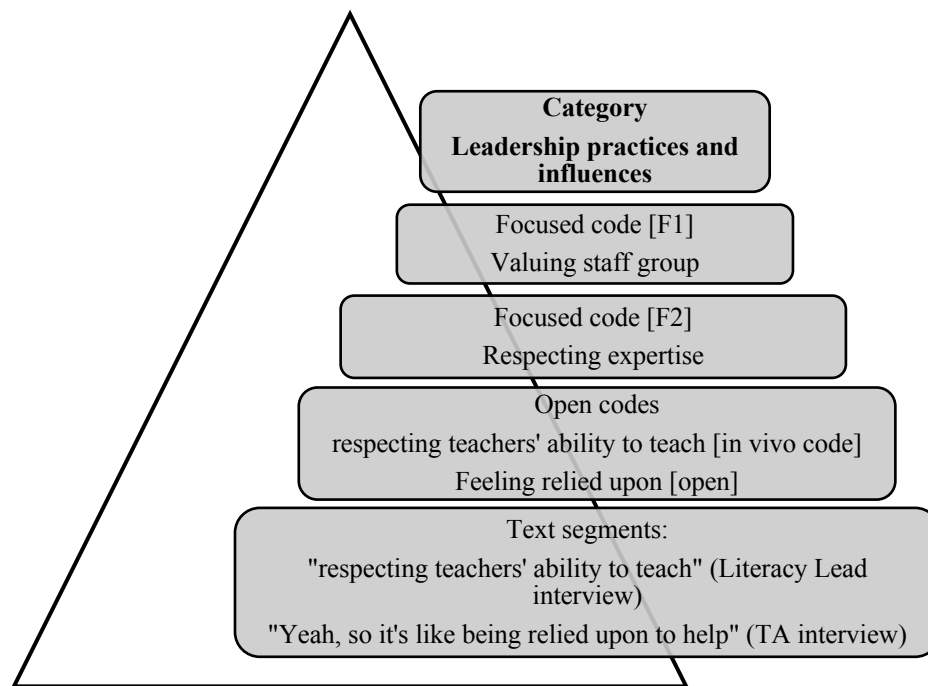 Category
Leadership practices and
influences
Focused code [F1]
Valuing staff group
Focused code [F2]
Respecting expertise
Open codes
respecting teachers' ability to teach [in vivo code]
Feeling relied upon [open]
Text segments:
"respecting teachers' ability to teach" (Literacy Lead
interview)
"Yeah, so it's like being relied upon to help" (TA interview)